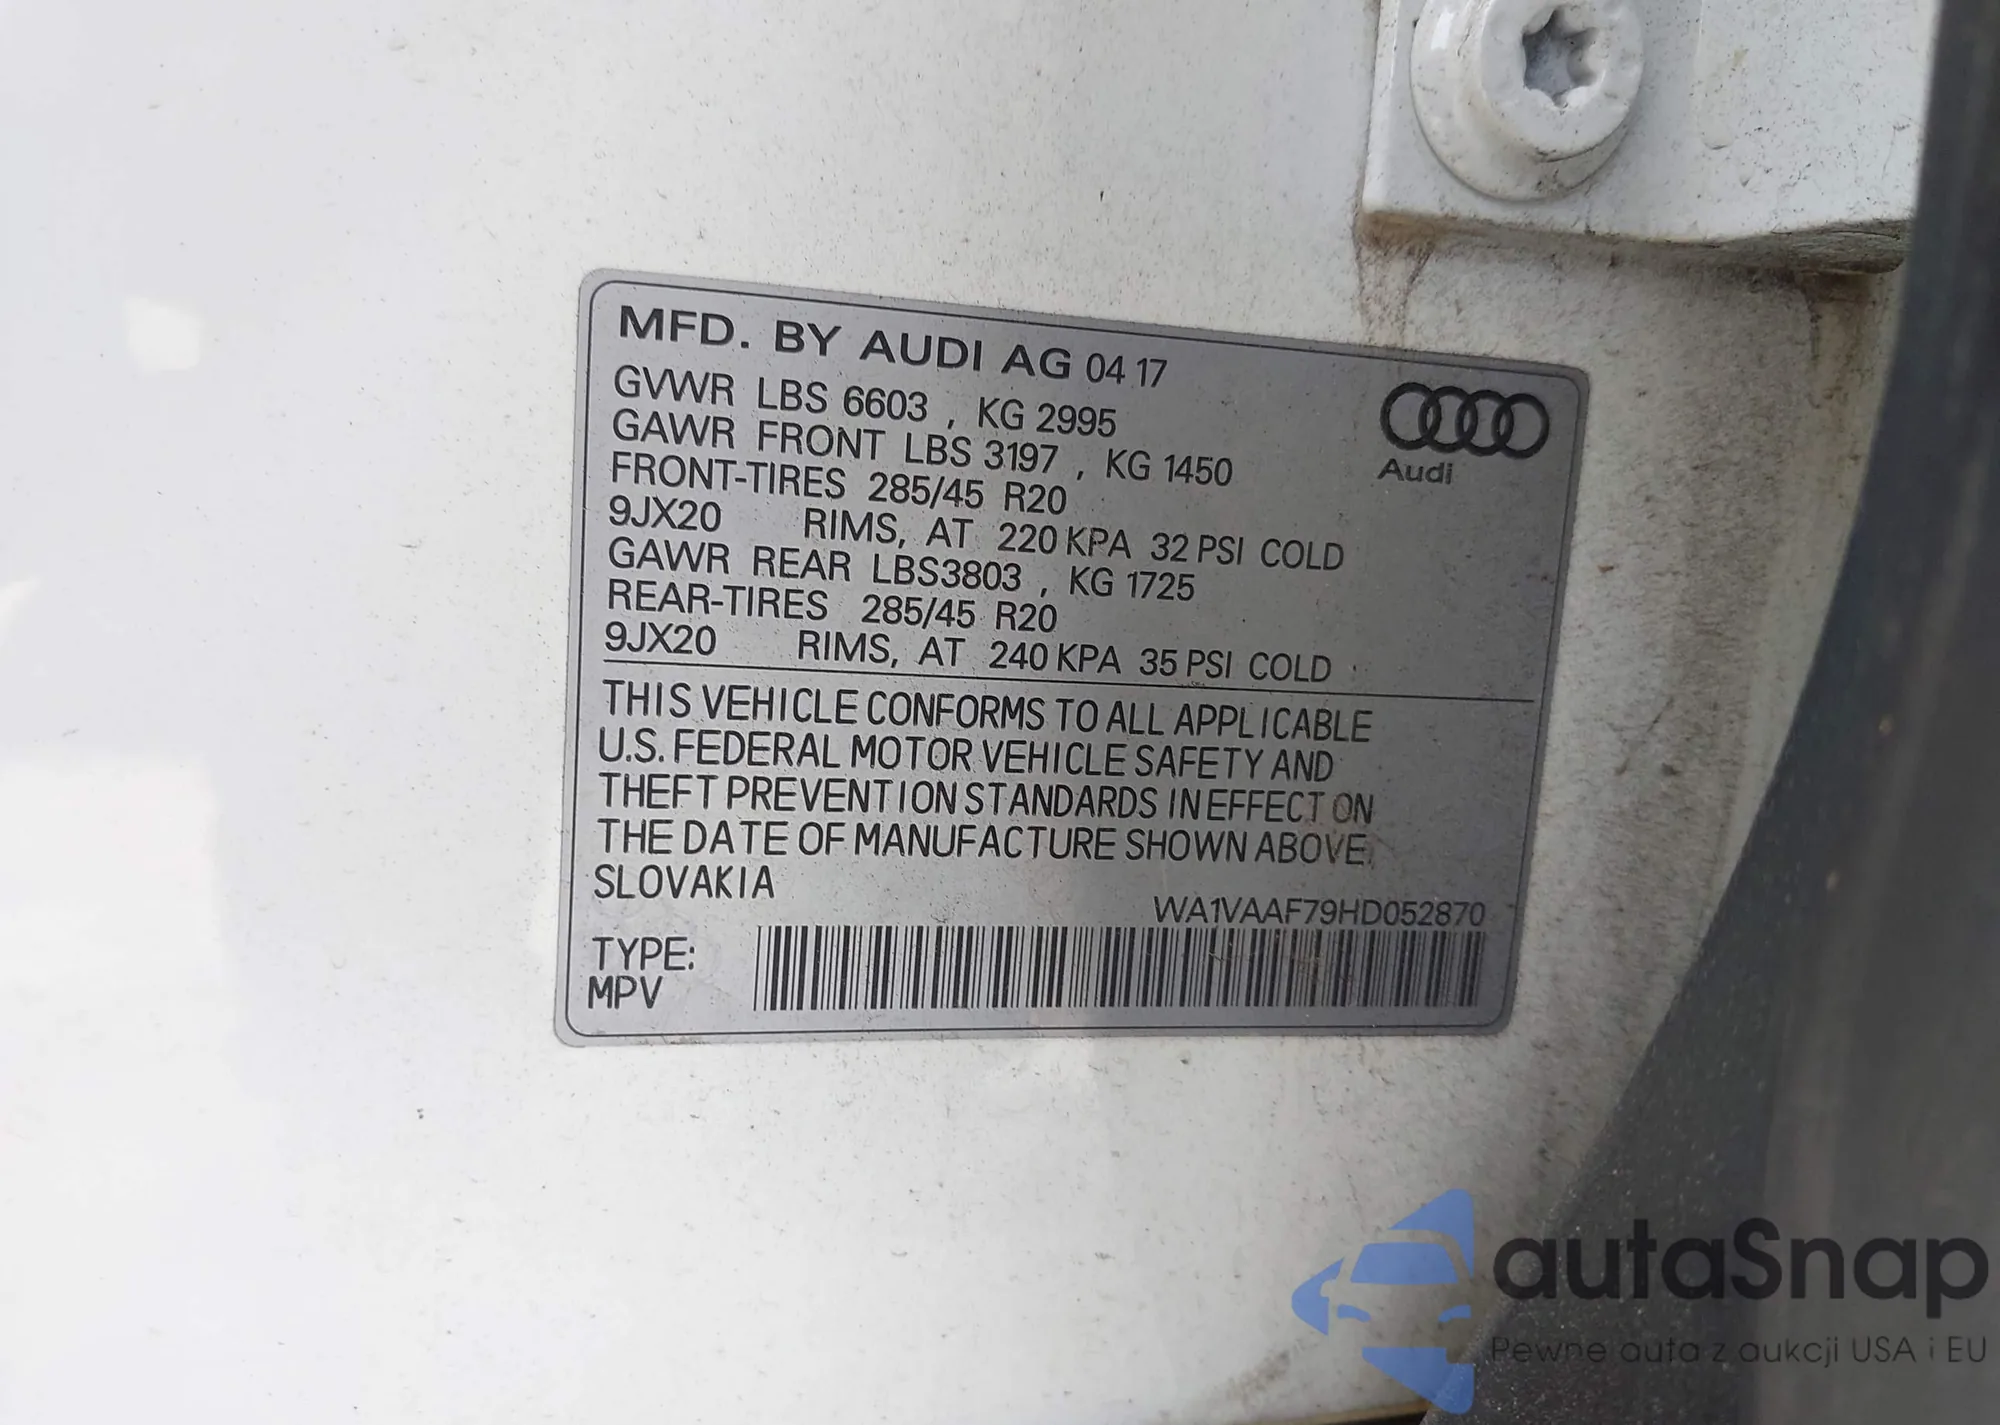 MFD. BY AUDI AG 04 17
GVWR LBS 6603 , KG 2995
GAWR FRONT LBS 3197 , KG 1450
FRONT-TIRES 285/45 R20
9JX20 RIMS, AT 220 KPA 32 PSI COLD
GAWR REAR LBS3803 , KG 1725
REAR-TIRES 285/45 R20
9JX20 RIMS, AT 240 KPA 35 PSI COLD
Audi
THIS VEHICLE CONFORMS TO ALL APPLICABLE
U.S. FEDERAL MOTOR VEHICLE SAFETY AND
THEFT PREVENTION STANDARDS IN EFFECT ON
THE DATE OF MANUFACTURE SHOWN ABOVE.
SLOVAKIA
WA1VAAF79HD052870
TYPE:
MPV
autaSnap
Pewne auta z aukcji USA i EU